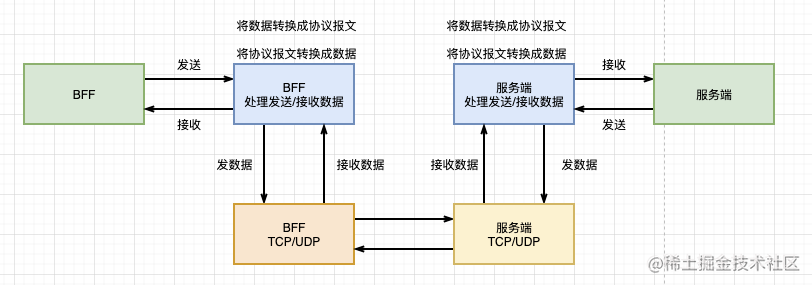 将数据转换成协议报文
将数据转换成协议报文
将协议报文转换成数据
将协议报文转换成数据
BFF
发送
接收
BFF
处理发送/接收数据
服务端
处理发送/接收数据
接收
发送
服务端
发数据
接收数据
接收数据
发数据
BFF
TCP/UDP
服务端
TCP/UDP
@稀土掘金技术社区